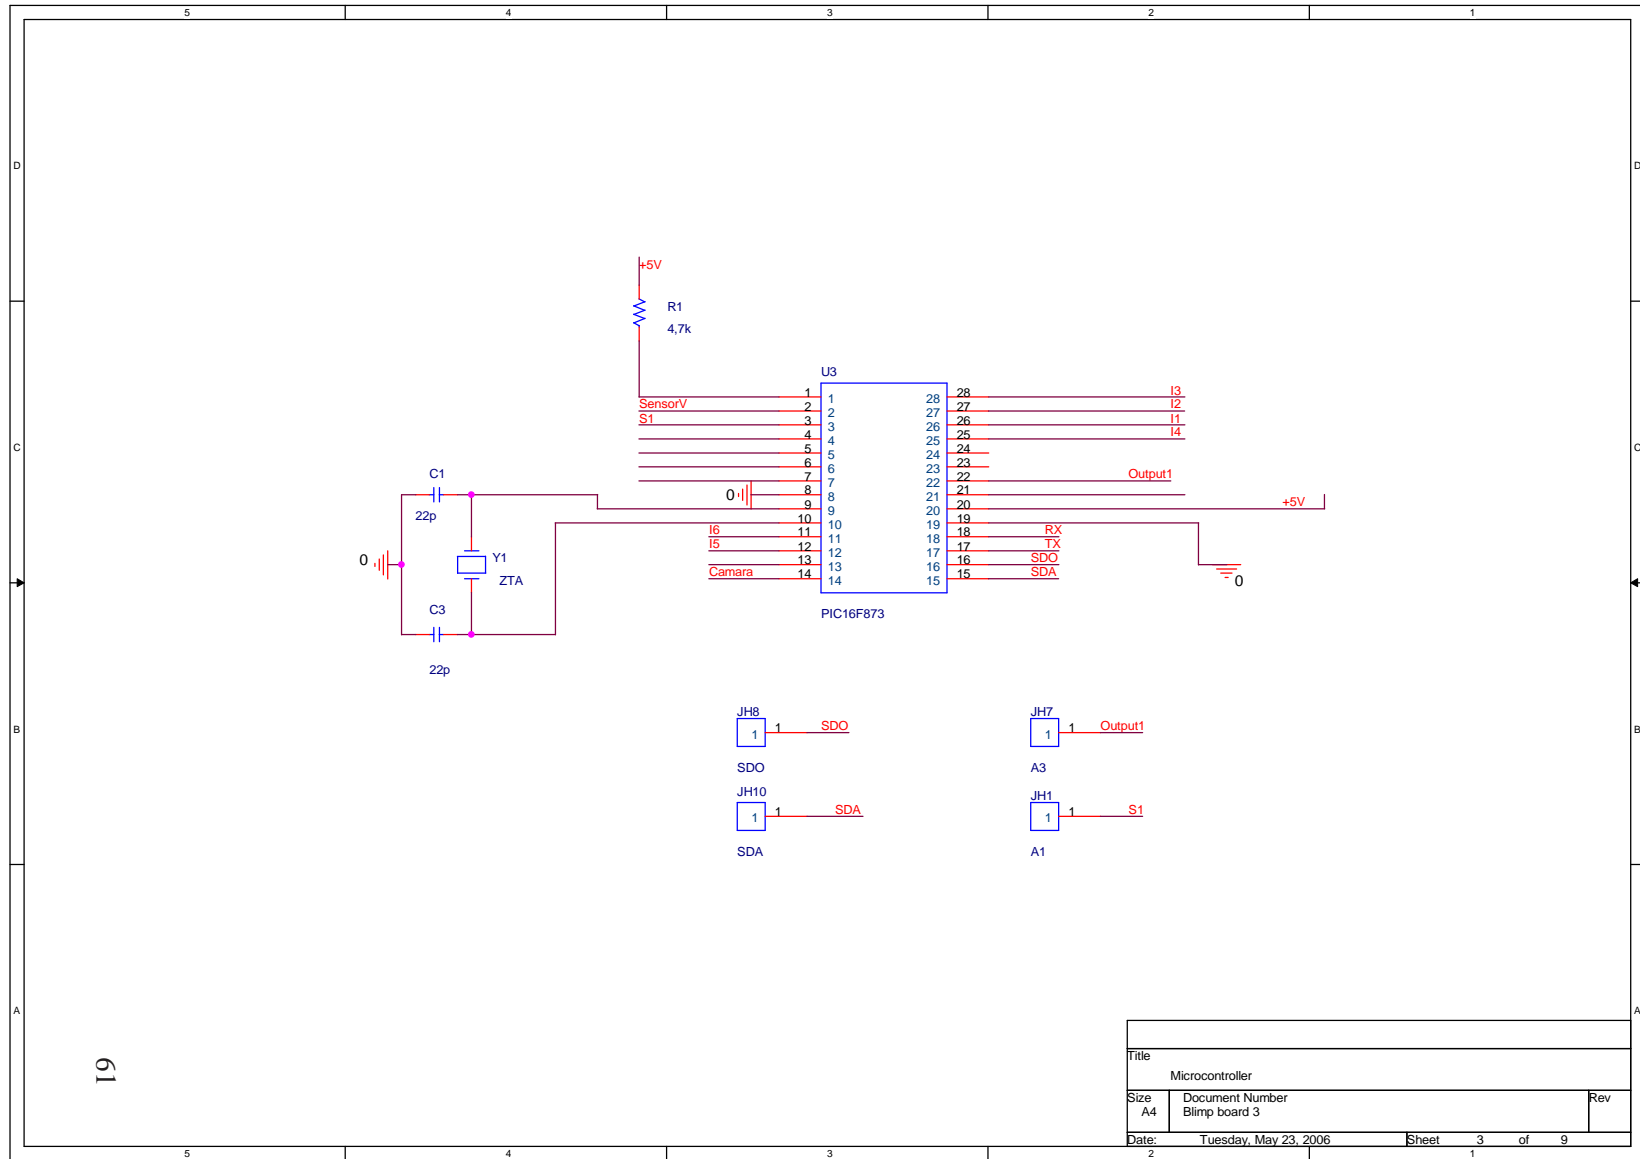 5 4 3 2 1
D D
+5V
R1
4,7k
U3
1 1 28 28 I3
SensorV 2 2 27 27 I2
S1 3 3 26 26 I1
4 4 25 25 I4
5 5 24 24
6 6 23 23
7 7 22 22 Output1
0 8 8 21 21
9 9 20 20 +5V
10 10 19 19 0
I6 11 11 18 18 RX
I5 12 12 17 17 TX
13 13 16 16 SDO
Camara 14 14 15 15 SDA
PIC16F873
C C
C1
22p
0
Y1
ZTA
C3
22p
JH8
1 1 SDO
SDO
JH7
1 1 Output1
A3
B B
JH10
1 1 SDA
SDA
JH1
1 1 S1
A1
A A
61
Title
Microcontroller
Size Document Number Rev
A4 Blimp board 3
Date: Tuesday, May 23, 2006 Sheet 3 of 9
5 4 3 2 1